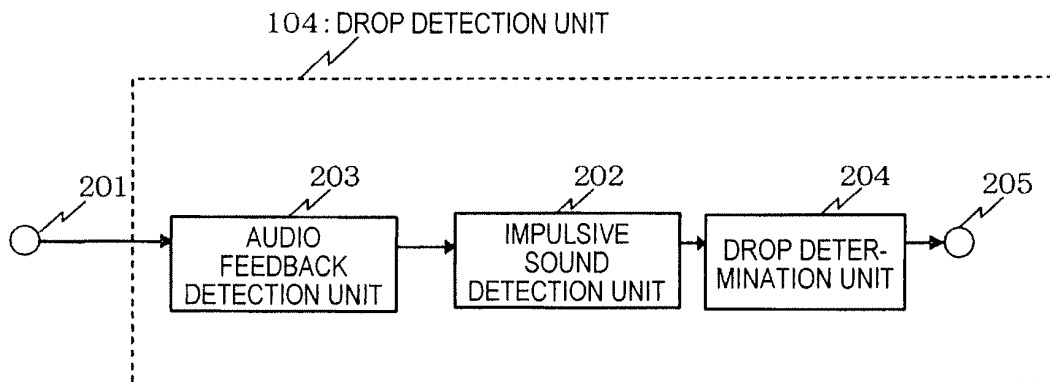 104: DROP DETECTION UNIT
201
203
202
204
205
AUDIO
FEEDBACK
DETECTION UNIT
IMPULSIVE
SOUND
DETECTION UNIT
DROP DETER-
MINATION UNIT